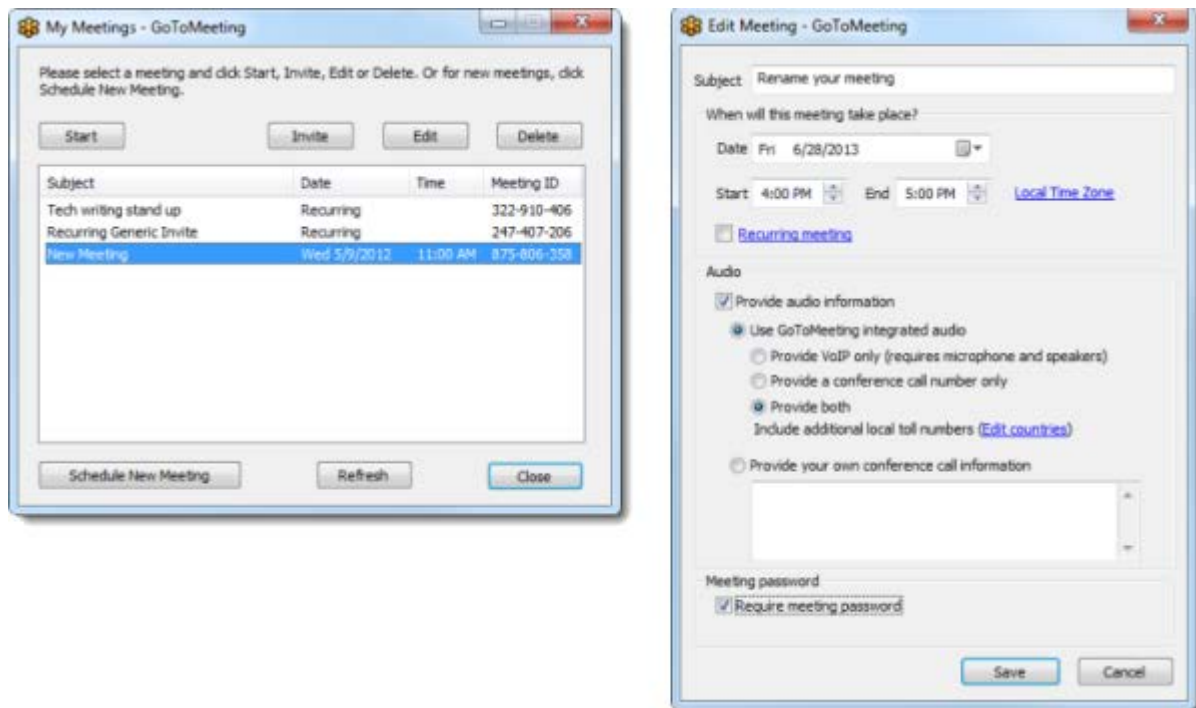 My Meetings - GoToMeeting
Please select a meeting and click Start, Invite, Edit or Delete. Or for new meetings, click
Schedule New Meeting.
Start Invite Edit Delete
Subject Date Time Meeting ID
Tech writing stand up Recurring 322-910-406
Recurring Generic Invite Recurring 247-407-206
New Meeting Wed 5/9/2012 11:00 AM 875-806-358
Schedule New Meeting Refresh Close
Edit Meeting - GoToMeeting
Subject Rename your meeting
When will this meeting take place?
Date Fri 6/28/2013
Start 4:00 PM End 5:00 PM Local Time Zone
Recurring meeting
Audio
Provide audio information
Use GoToMeeting integrated audio
Provide VoIP only (requires microphone and speakers)
Provide a conference call number only
Provide both
Include additional local toll numbers (Edit countries)
Provide your own conference call information
Meeting password
Require meeting password
Save Cancel